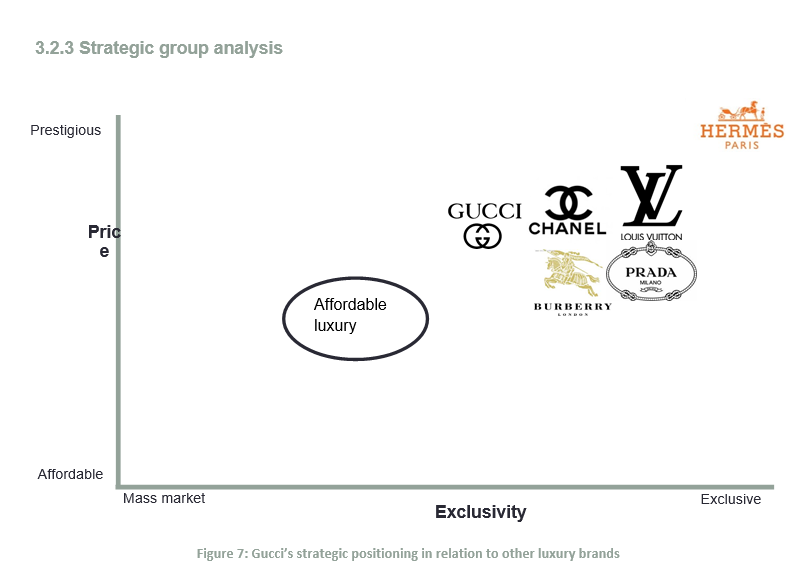 3.2.3 Strategic group analysis
Prestigious
HERMÈS
PARIS
GUCCI
CHANEL
LV
LOUIS VUITTON
Pric
e
PRADA
MILANO
BURBERRY
LONDON
Affordable
luxury
Affordable
Mass market
Exclusive
Exclusivity
Figure 7: Gucci's strategic positioning in relation to other luxury brands